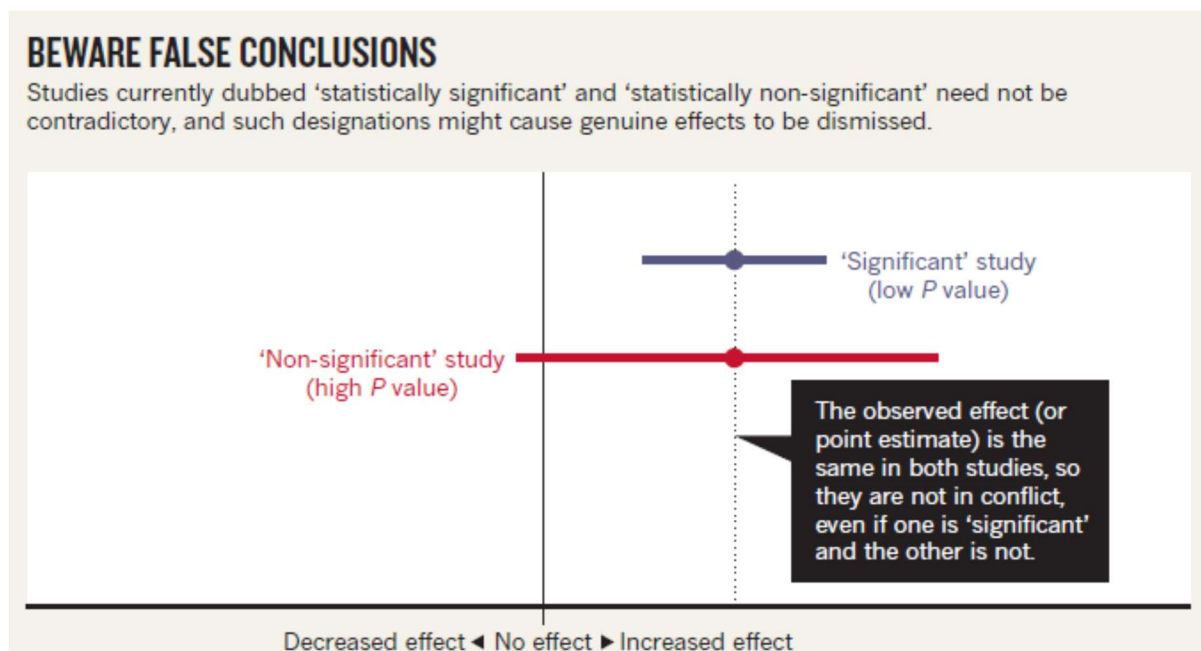 BEWARE FALSE CONCLUSIONS
Studies currently dubbed ‘statistically significant’ and ‘statistically non-significant’ need not be
contradictory, and such designations might cause genuine effects to be dismissed.
‘Significant’ study
(low P value)
‘Non-significant’ study
(high P value)
The observed effect (or
point estimate) is the
same in both studies, so
they are not in conflict,
even if one is ‘significant’
and the other is not.
Decreased effect ◄ No effect ► Increased effect